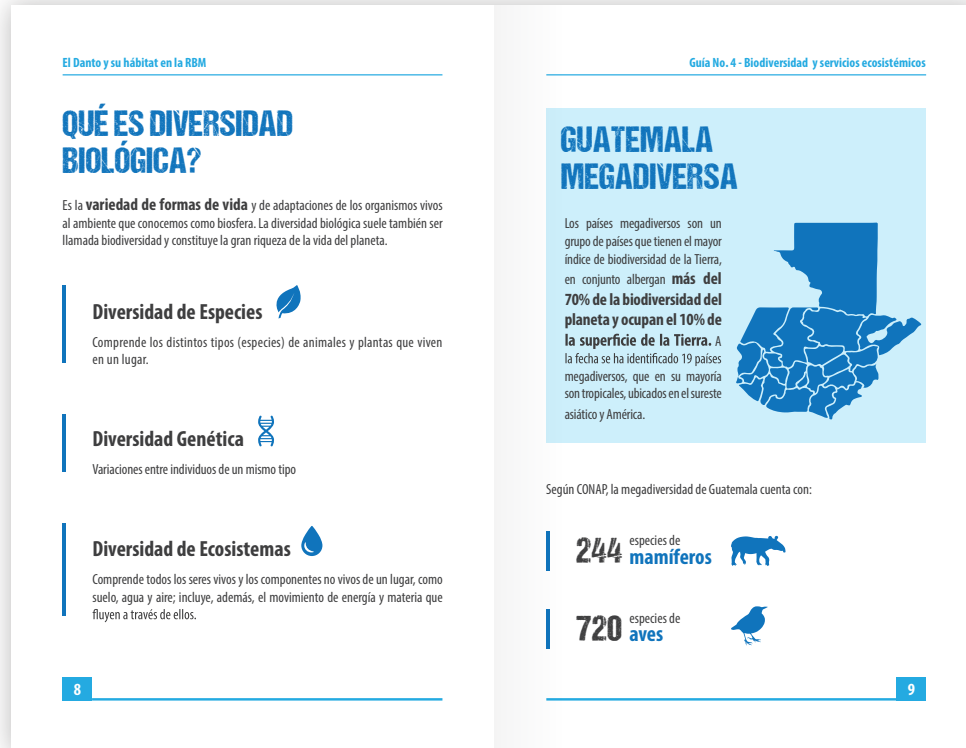 El Danto y su hábitat en la RBM
QUÉ ES DIVERSIDAD
BIOLÓGICA?
Es la variedad de formas de vida y de adaptaciones de los organismos vivos
al ambiente que conocemos como biosfera. La diversidad biológica suele también ser
llamada biodiversidad y constituye la gran riqueza de la vida del planeta.
Diversidad de Especies
Comprende los distintos tipos (especies) de animales y plantas que viven
en un lugar.
Diversidad Genética
Variaciones entre individuos de un mismo tipo
Diversidad de Ecosistemas
Comprende todos los seres vivos y los componentes no vivos de un lugar, como
suelo, agua y aire; incluye, además, el movimiento de energía y materia que
fluyen a través de ellos.
8
Guía No. 4 - Biodiversidad y servicios ecosistémicos
GUATEMALA
MEGADIVERSA
Los países megadiversos son un
grupo de países que tienen el mayor
índice de biodiversidad de la Tierra,
en conjunto albergan más del
70% de la biodiversidad del
planeta y ocupan el 10% de
la superficie de la Tierra. A
la fecha se ha identificado 19 países
megadiversos, que en su mayoría
son tropicales, ubicados en el sureste
asiático y América.
Según CONAP, la megadiversidad de Guatemala cuenta con:
244 especies de
mamíferos
720 especies de
aves
9